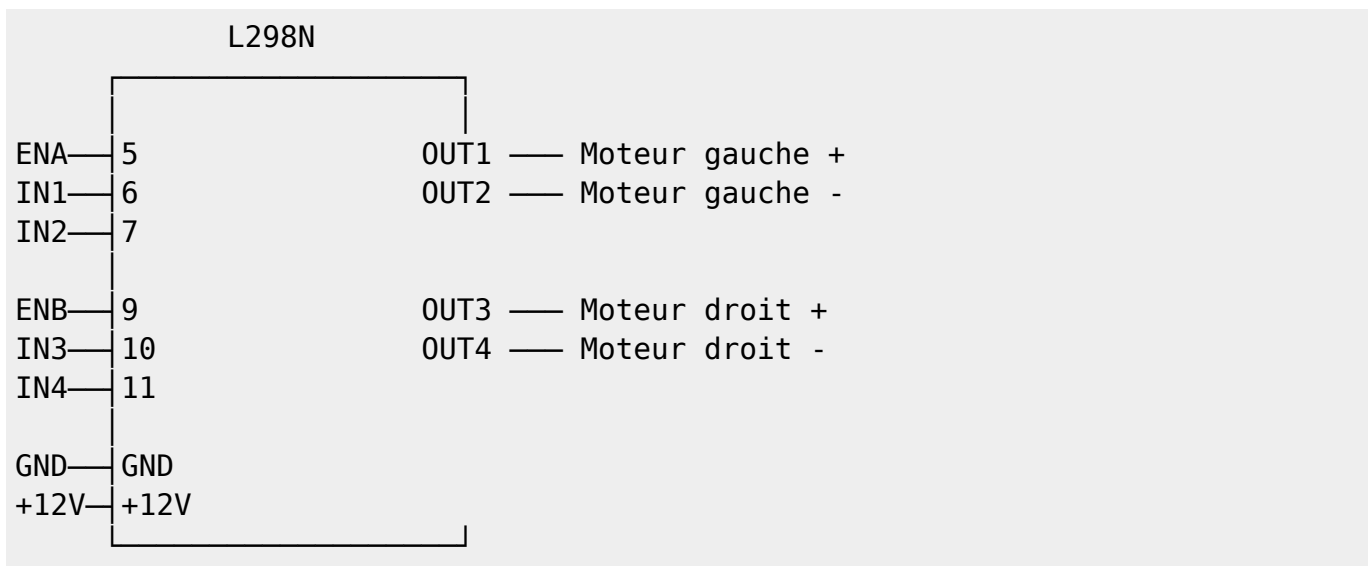 L298N
ENA 5 OUT1 —— Moteur gauche +
IN1 6 OUT2 —— Moteur gauche -
IN2 7
ENB 9 OUT3 —— Moteur droit +
IN3 10 OUT4 —— Moteur droit -
IN4 11
GND GND
+12V +12V